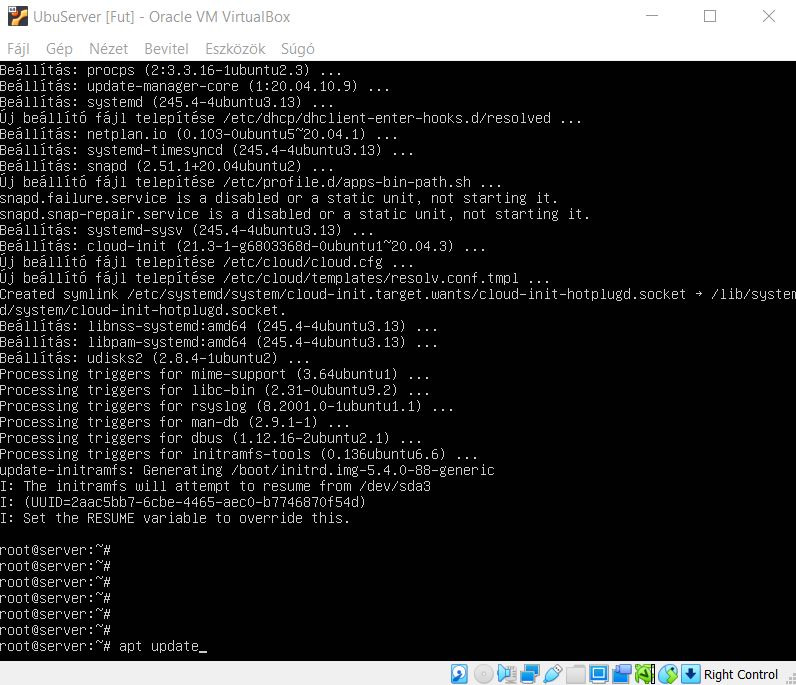 UbuServer [Fut] - Oracle VM VirtualBox
Fájl Gép Nézet Bevitel Eszközök Súgó
Beállítás: procps (2:3.3.16-1ubuntu2.3) ...
Beállítás: update-manager-core (1:20.04.10.9) ...
Beállítás: systemd (245.4-4ubuntu3.13) ...
Új beállító fájl telepítése /etc/dhcp/dhclient-enter-hooks.d/resolved ...
Beállítás: netplan.io (0.103-0ubuntu5~20.04.1) ...
Beállítás: systemd-timesyncd (245.4-4ubuntu3.13) ...
Beállítás: snapd (2.51.1+20.04ubuntu2) ...
Új beállító fájl telepítése /etc/profile.d/apps-bin-path.sh ...
snapd.failure.service is a disabled or a static unit, not starting it.
snapd.snap-repair.service is a disabled or a static unit, not starting it.
Beállítás: systemd-sysv (245.4-4ubuntu3.13) ...
Beállítás: cloud-init (21.3-1-g6803368d-0ubuntu1~20.04.3) ...
Új beállító fájl telepítése /etc/cloud/cloud.cfg ...
Új beállító fájl telepítése /etc/cloud/templates/resolv.conf.tmpl ...
Created symlink /etc/systemd/system/cloud-init.target.wants/cloud-init-hotplugd.socket → /lib/system
d/system/cloud-init-hotplugd.socket.
Beállítás: libnss-systemd:amd64 (245.4-4ubuntu3.13) ...
Beállítás: libpam-systemd:amd64 (245.4-4ubuntu3.13) ...
Beállítás: udisks2 (2.8.4-1ubuntu2) ...
Processing triggers for mime-support (3.64ubuntu1) ...
Processing triggers for libc-bin (2.31-0ubuntu9.2) ...
Processing triggers for rsyslog (8.2001.0-1ubuntu1.1) ...
Processing triggers for man-db (2.9.1-1) ...
Processing triggers for dbus (1.12.16-2ubuntu2.1) ...
Processing triggers for initramfs-tools (0.136ubuntu6.6) ...
update-initramfs: Generating /boot/initrd.img-5.4.0-88-generic
I: The initramfs will attempt to resume from /dev/sda3
I: (UUID=2aac5bb7-6cbe-4465-aec0-b7746870f54d)
I: Set the RESUME variable to override this.
root@server:~#
root@server:~#
root@server:~#
root@server:~#
root@server:~#
root@server:~#
root@server:~# apt update_
Right Control